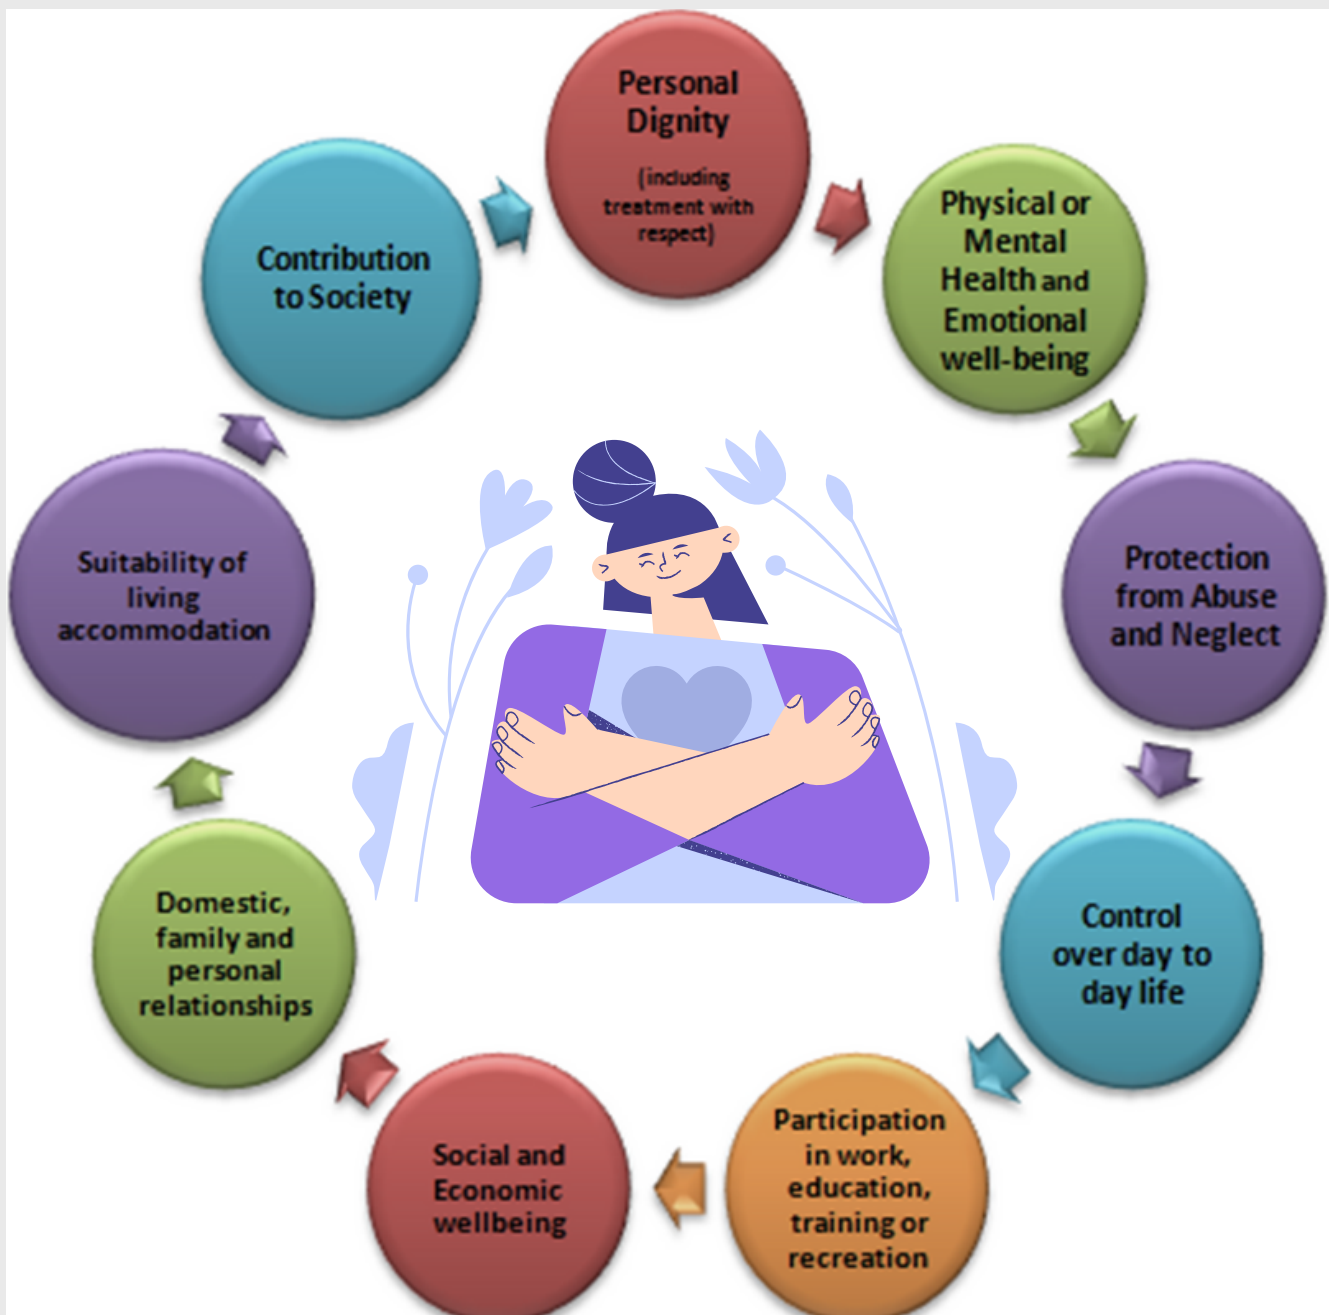 Personal
Dignity
(including
treatment with
respect)
Physical or
Mental
Health and
Emotional
well-being
Protection
from Abuse
and Neglect
Control
over day to
day life
Participation
in work,
education,
training or
recreation
Social and
Economic
wellbeing
Domestic,
family and
personal
relationships
Suitability of
living
accommodation
Contribution
to Society